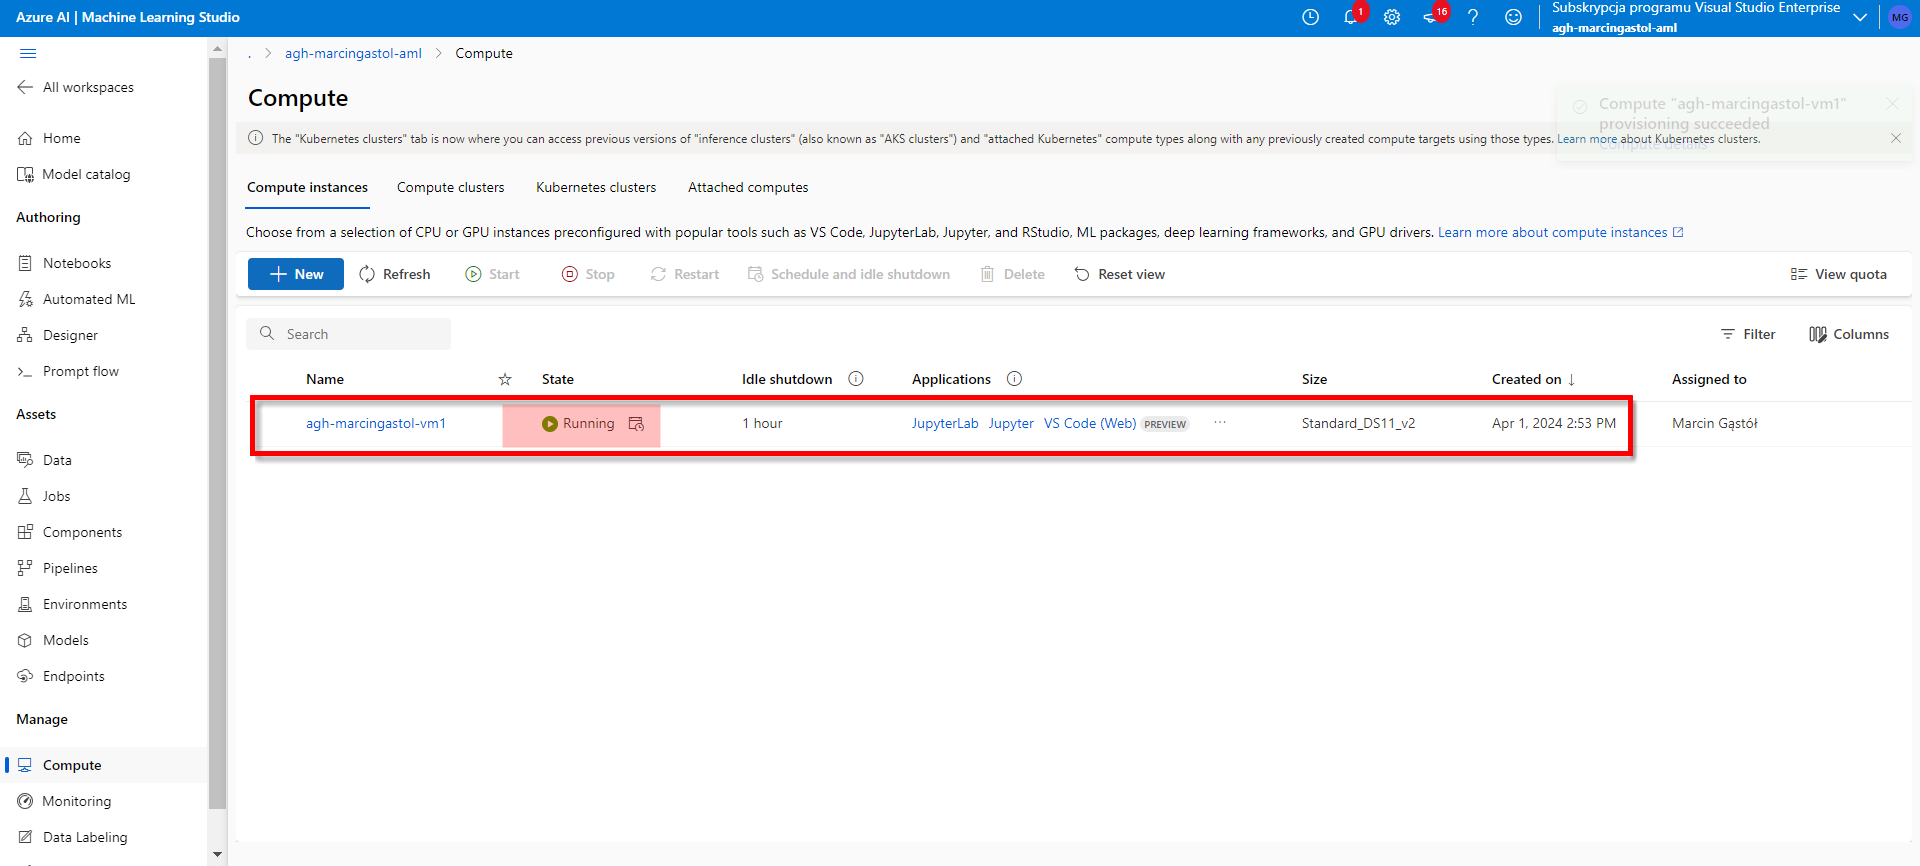 Azure AI | Machine Learning Studio
1
16
Subskrypcja programu Visual Studio Enterprise
agh-marcingastol-aml
MG
All workspaces
Home
Model catalog
Authoring
Notebooks
Automated ML
Designer
Prompt flow
Assets
Data
Jobs
Components
Pipelines
Environments
Models
Endpoints
Manage
Compute
Monitoring
Data Labeling
. > agh-marcingastol-aml > Compute
Compute
The "Kubernetes clusters" tab is now where you can access previous versions of "inference clusters" (also known as "AKS clusters") and "attached Kubernetes" compute types along with any previously created compute targets using those types. Learn more about Kubernetes clusters.
Compute "agh-marcingastol-vm1"
provisioning succeeded
Compute details
Compute instances Compute clusters Kubernetes clusters Attached computes
Choose from a selection of CPU or GPU instances preconfigured with popular tools such as VS Code, JupyterLab, Jupyter, and RStudio, ML packages, deep learning frameworks, and GPU drivers. Learn more about compute instances
New Refresh Start Stop Restart Schedule and idle shutdown Delete Reset view View quota
Search Filter Columns
Name State Idle shutdown Applications Size Created on ↓ Assigned to
agh-marcingastol-vm1 Running 1 hour JupyterLab Jupyter VS Code (Web) PREVIEW ... Standard_DS11_v2 Apr 1, 2024 2:53 PM Marcin Gąstół